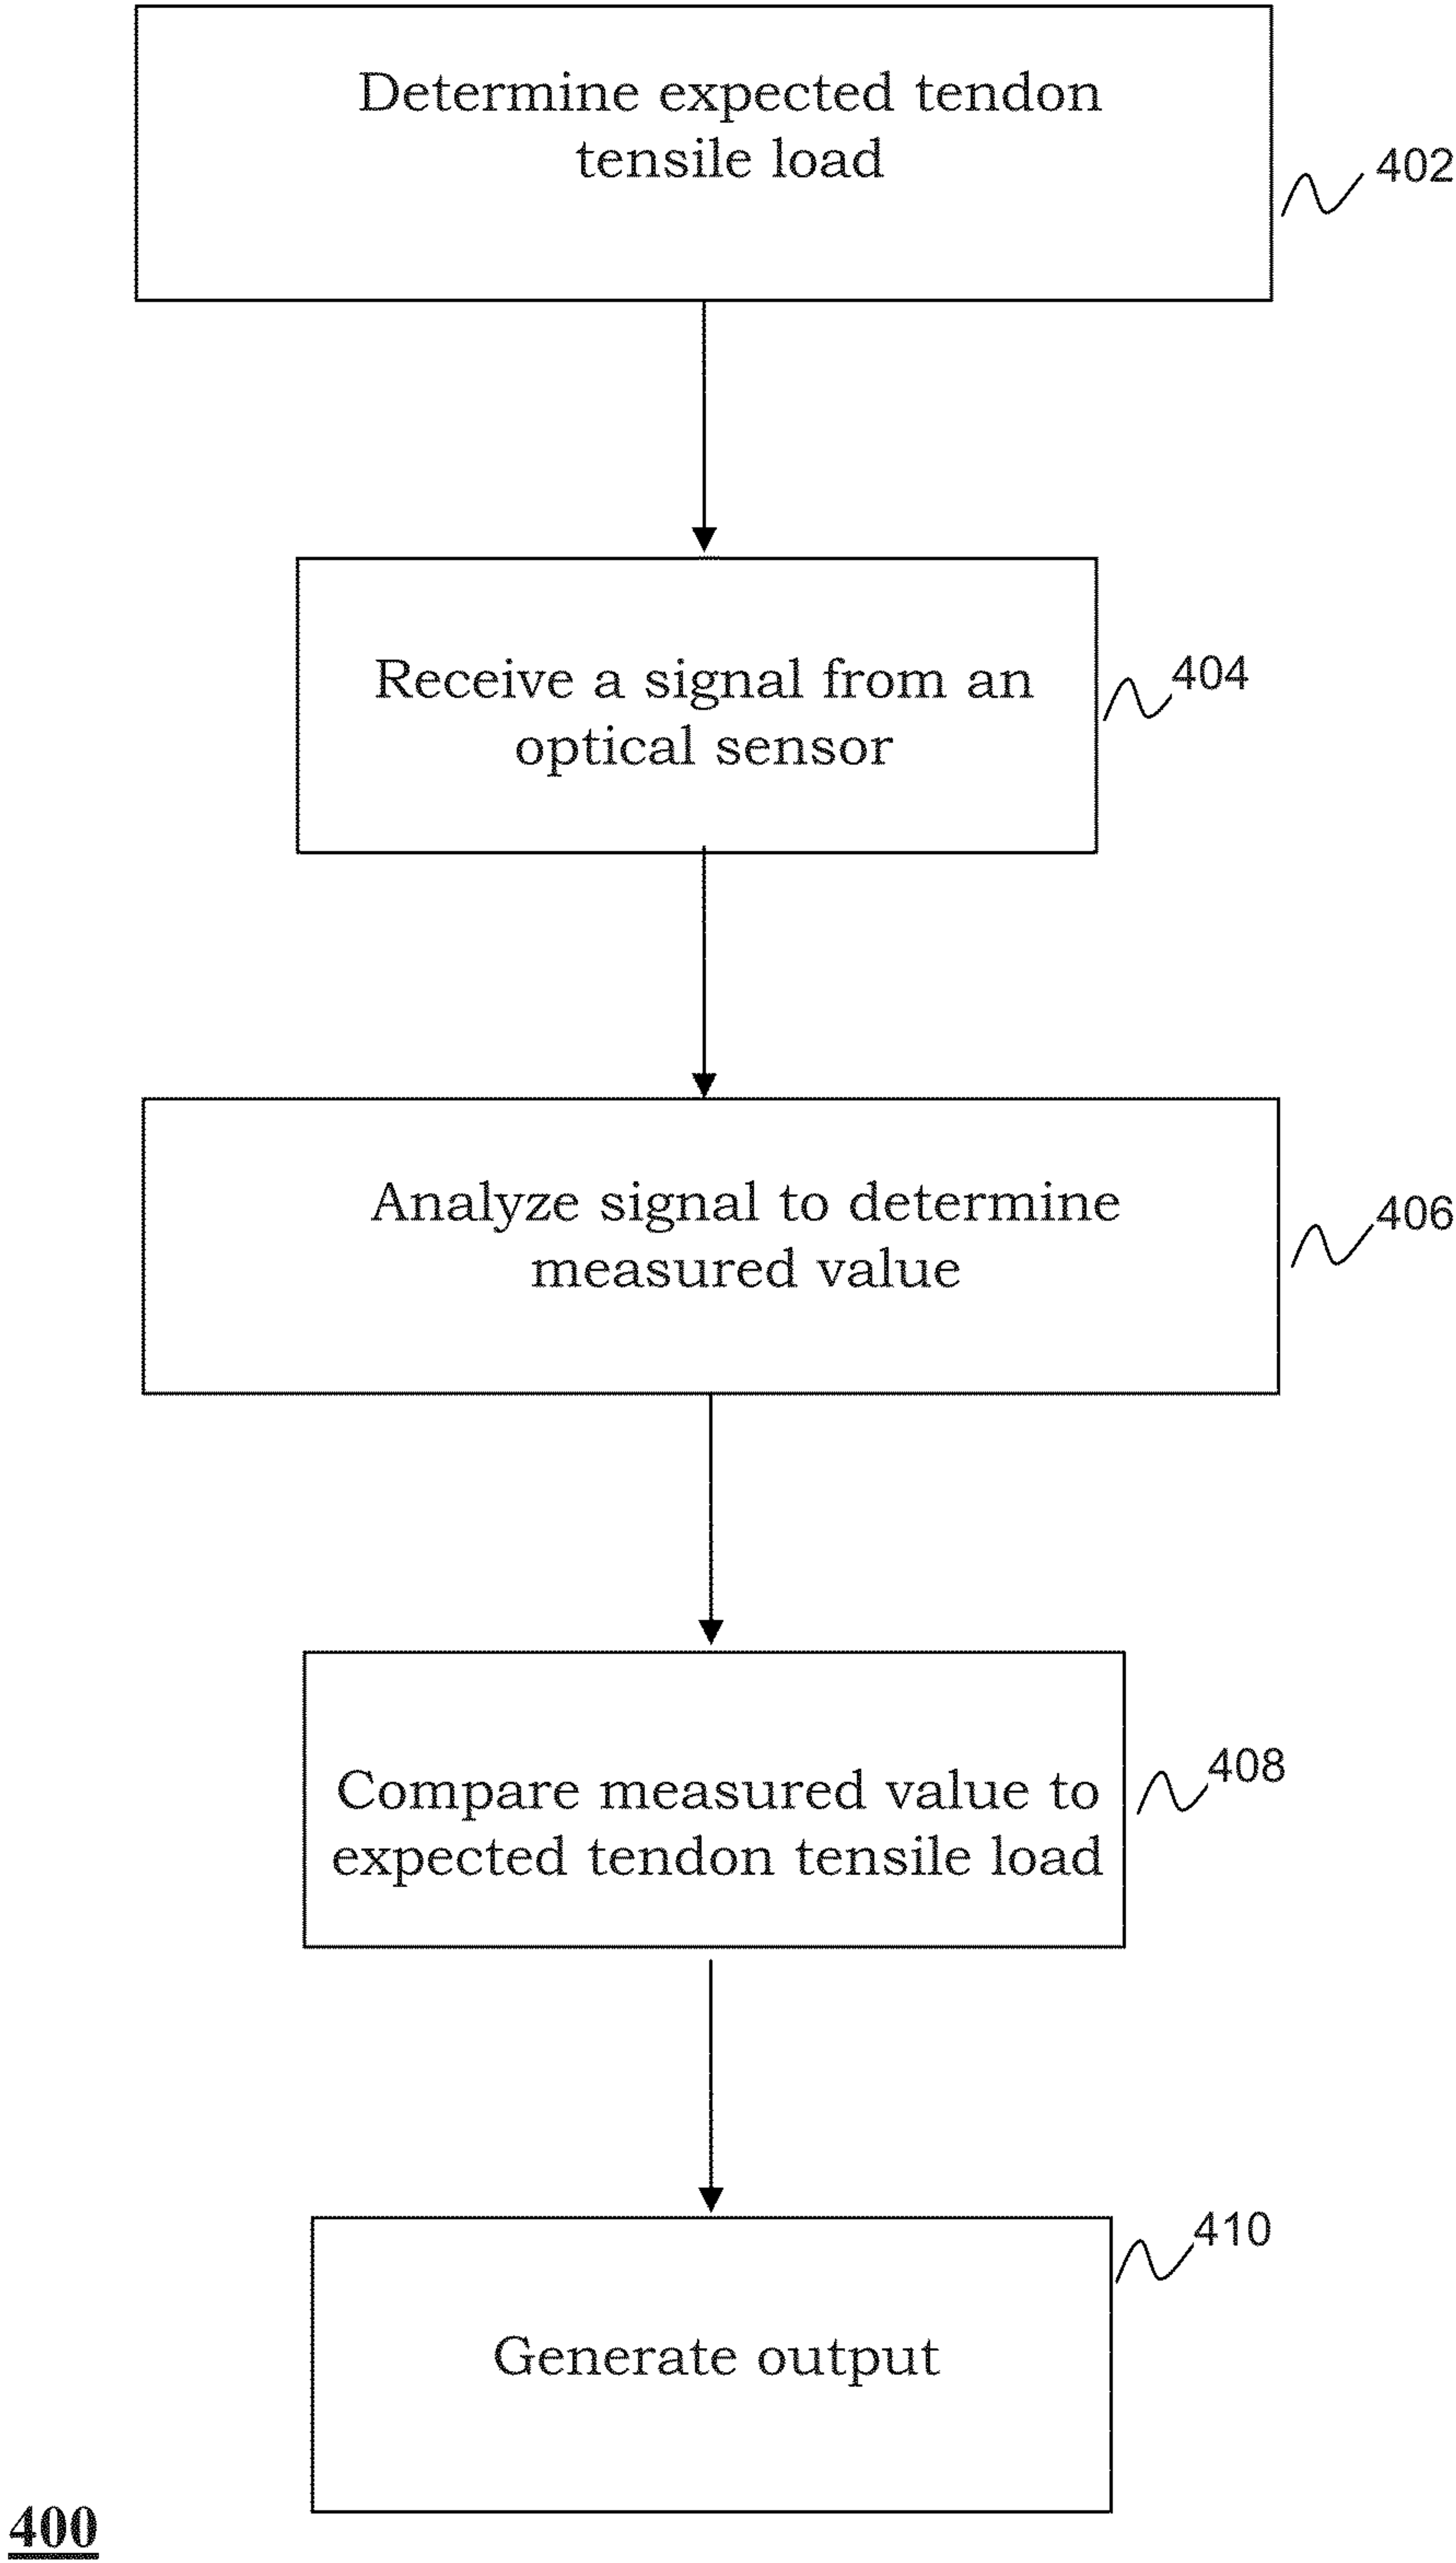 Determine expected tendon
tensile load
402
Receive a signal from an
optical sensor
404
Analyze signal to determine
measured value
406
Compare measured value to
expected tendon tensile load
408
Generate output
410
400